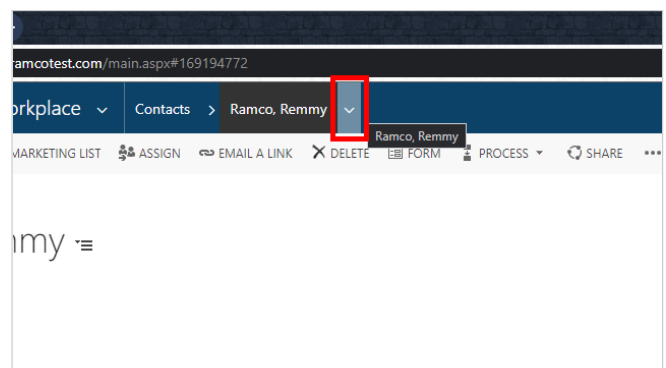 ramcotest.com/main.aspx#169194772
orkplace Contacts > Ramco, Remmy
Ramco, Remmy
MARKETING LIST ASSIGN EMAIL A LINK DELETE FORM PROCESS SHARE ...
mmy